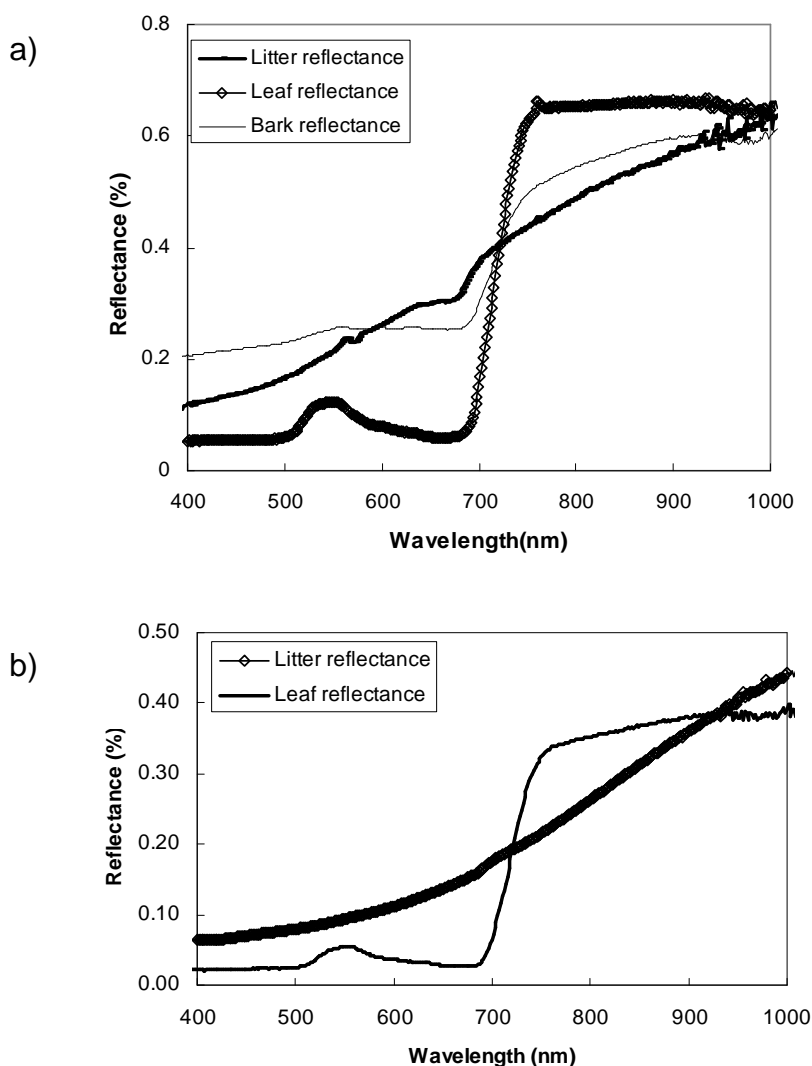 a)
Litter reflectance
Leaf reflectance
Bark reflectance
Reflectance (%)
0.8
0.6
0.4
0.2
0
400 500 600 700 800 900 1000
Wavelength(nm)
b)
Litter reflectance
Leaf reflectance
Reflectance (%)
0.50
0.40
0.30
0.20
0.10
0.00
400 500 600 700 800 900 1000
Wavelength (nm)